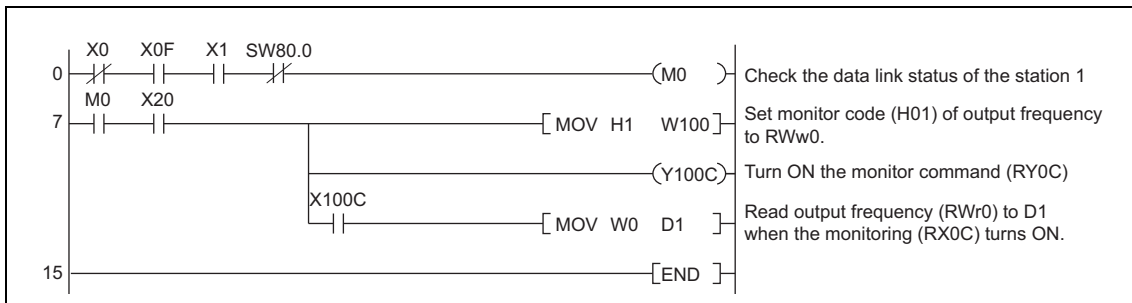 X0 X0F X1 SW80.0
0 M0 Check the data link status of the station 1
M0 X20
7 MOV H1 W100 Set monitor code (H01) of output frequency
to RWw0.
Y100C Turn ON the monitor command (RY0C)
X100C
MOV W0 D1 Read output frequency (RWr0) to D1
when the monitoring (RX0C) turns ON.
15 END